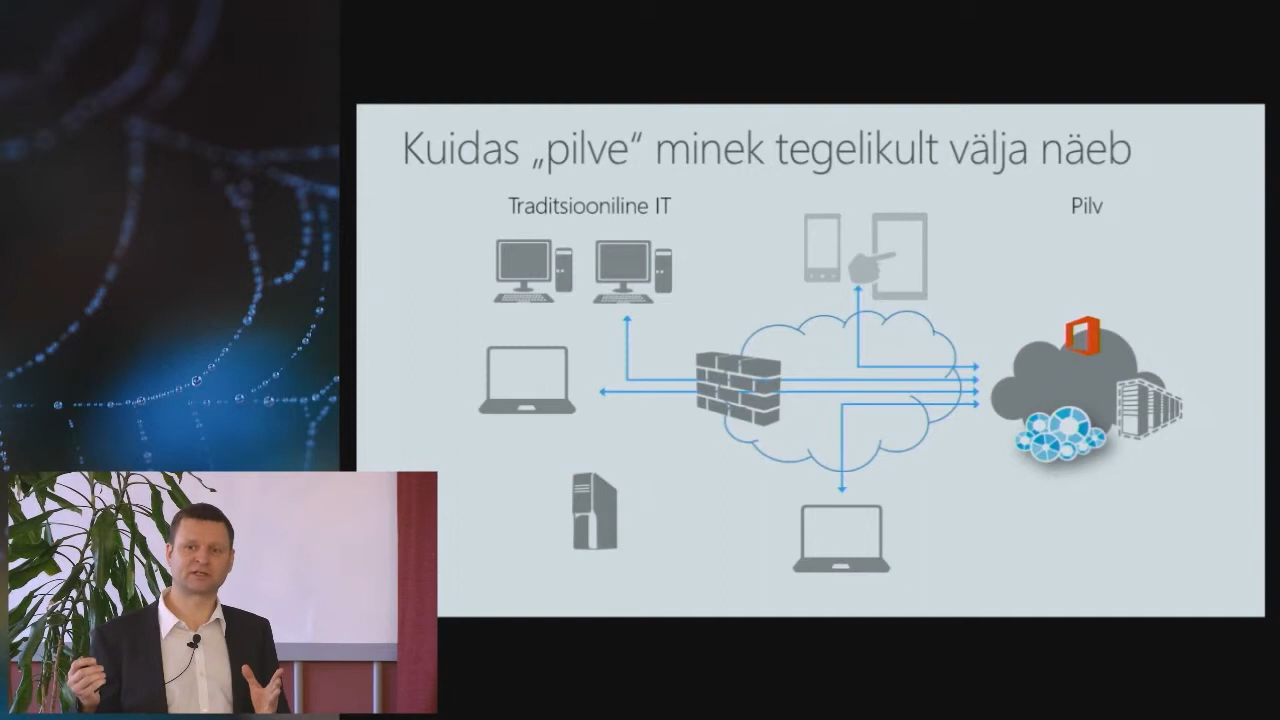 Kuidas „pilve“ minek tegelikult välja näeb
Traditsiooniline IT
Pilv